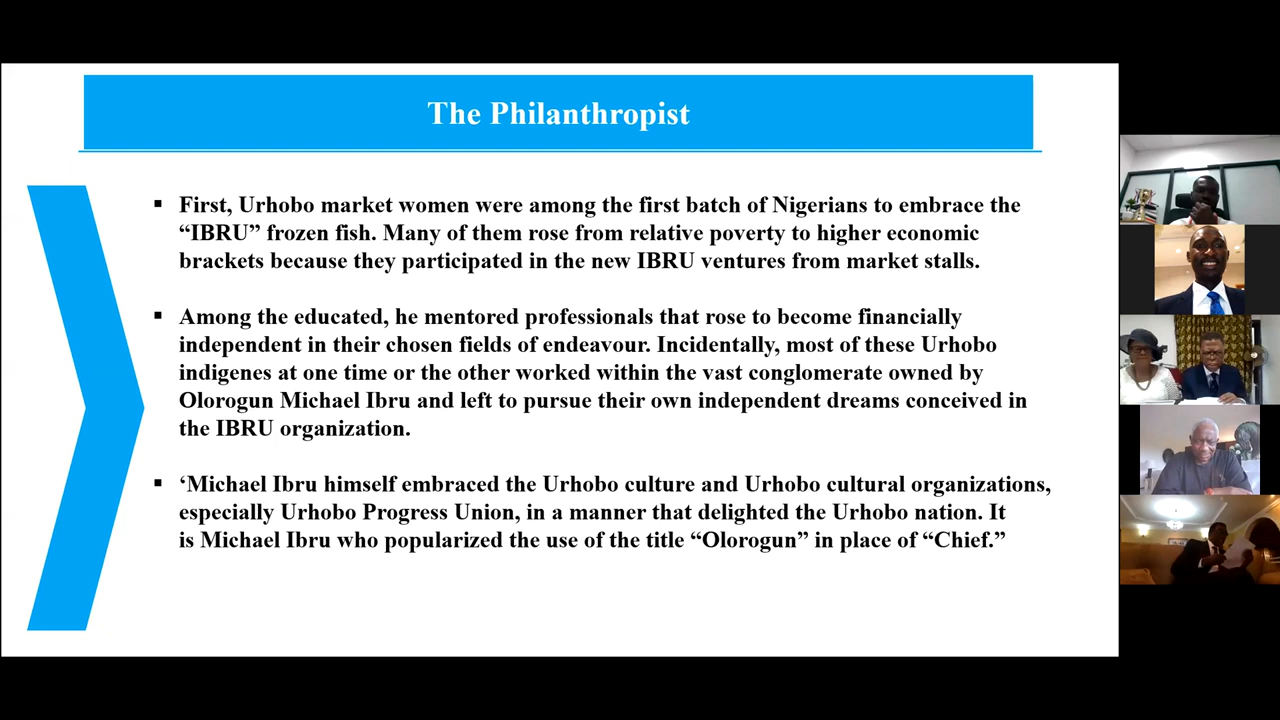 The Philanthropist
▪ First, Urhobo market women were among the first batch of Nigerians to embrace the
“IBRU” frozen fish. Many of them rose from relative poverty to higher economic
brackets because they participated in the new IBRU ventures from market stalls.
▪ Among the educated, he mentored professionals that rose to become financially
independent in their chosen fields of endeavour. Incidentally, most of these Urhobo
indigenes at one time or the other worked within the vast conglomerate owned by
Olorogun Michael Ibru and left to pursue their own independent dreams conceived in
the IBRU organization.
▪ ‘Michael Ibru himself embraced the Urhobo culture and Urhobo cultural organizations,
especially Urhobo Progress Union, in a manner that delighted the Urhobo nation. It
is Michael Ibru who popularized the use of the title “Olorogun” in place of “Chief.”